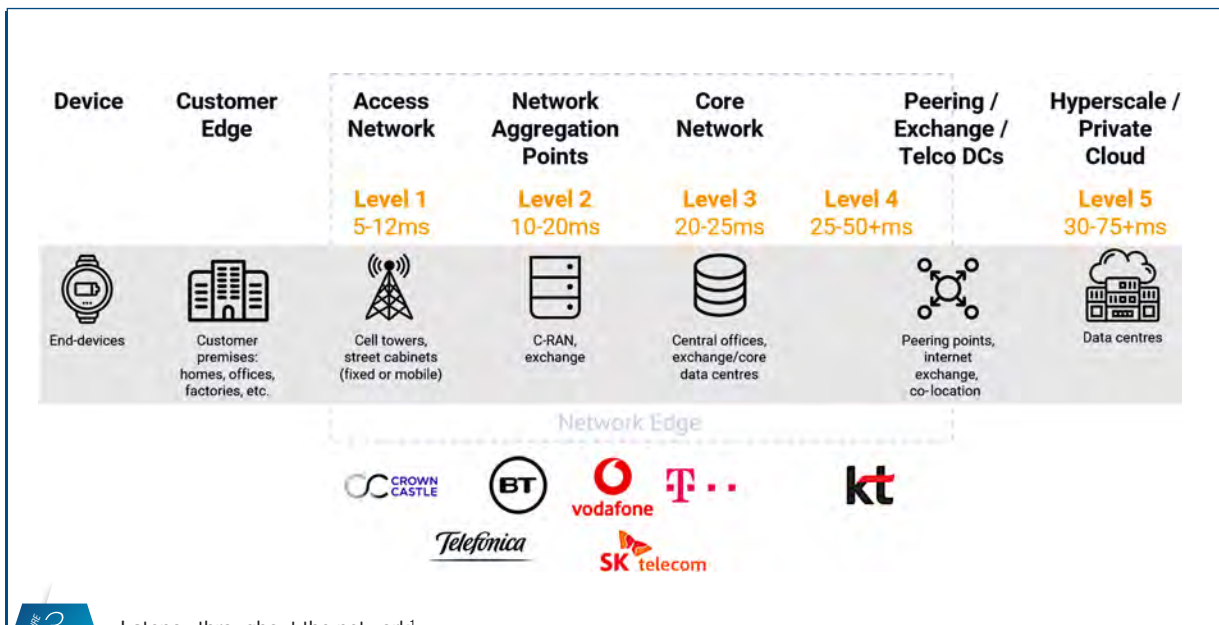 Device
Customer
Edge
Access
Network
Network
Aggregation
Points
Core
Network
Peering /
Exchange /
Telco DCs
Hyperscale /
Private
Cloud
Level 1
5-12ms
Level 2
10-20ms
Level 3
20-25ms
Level 4
25-50+ms
Level 5
30-75+ms
End-devices
Customer
premises:
homes, offices,
factories, etc.
Cell towers,
street cabinets
(fixed or mobile)
C-RAN,
exchange
Central offices,
exchange/core
data centres
Peering points,
internet
exchange,
co-location
Data centres
Network Edge
CROWN
CASTLE
BT
vodafone
T
kt
Telefónica
SK telecom
throughout the network¹